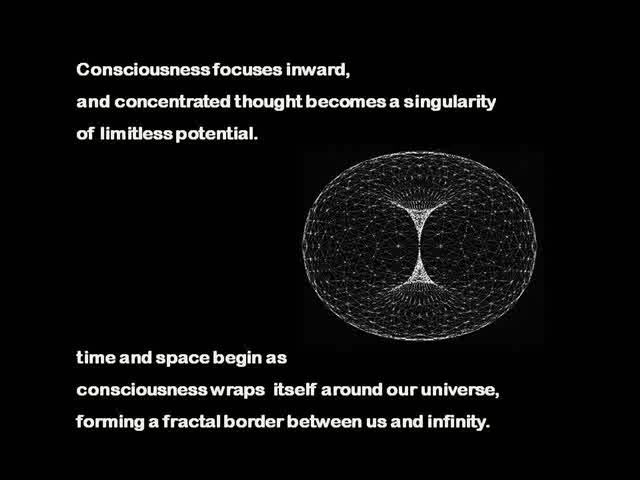 Consciousness focuses inward,
and concentrated thought becomes a singularity
of limitless potential.
time and space begin as
consciousness wraps itself around our universe,
forming a fractal border between us and infinity.